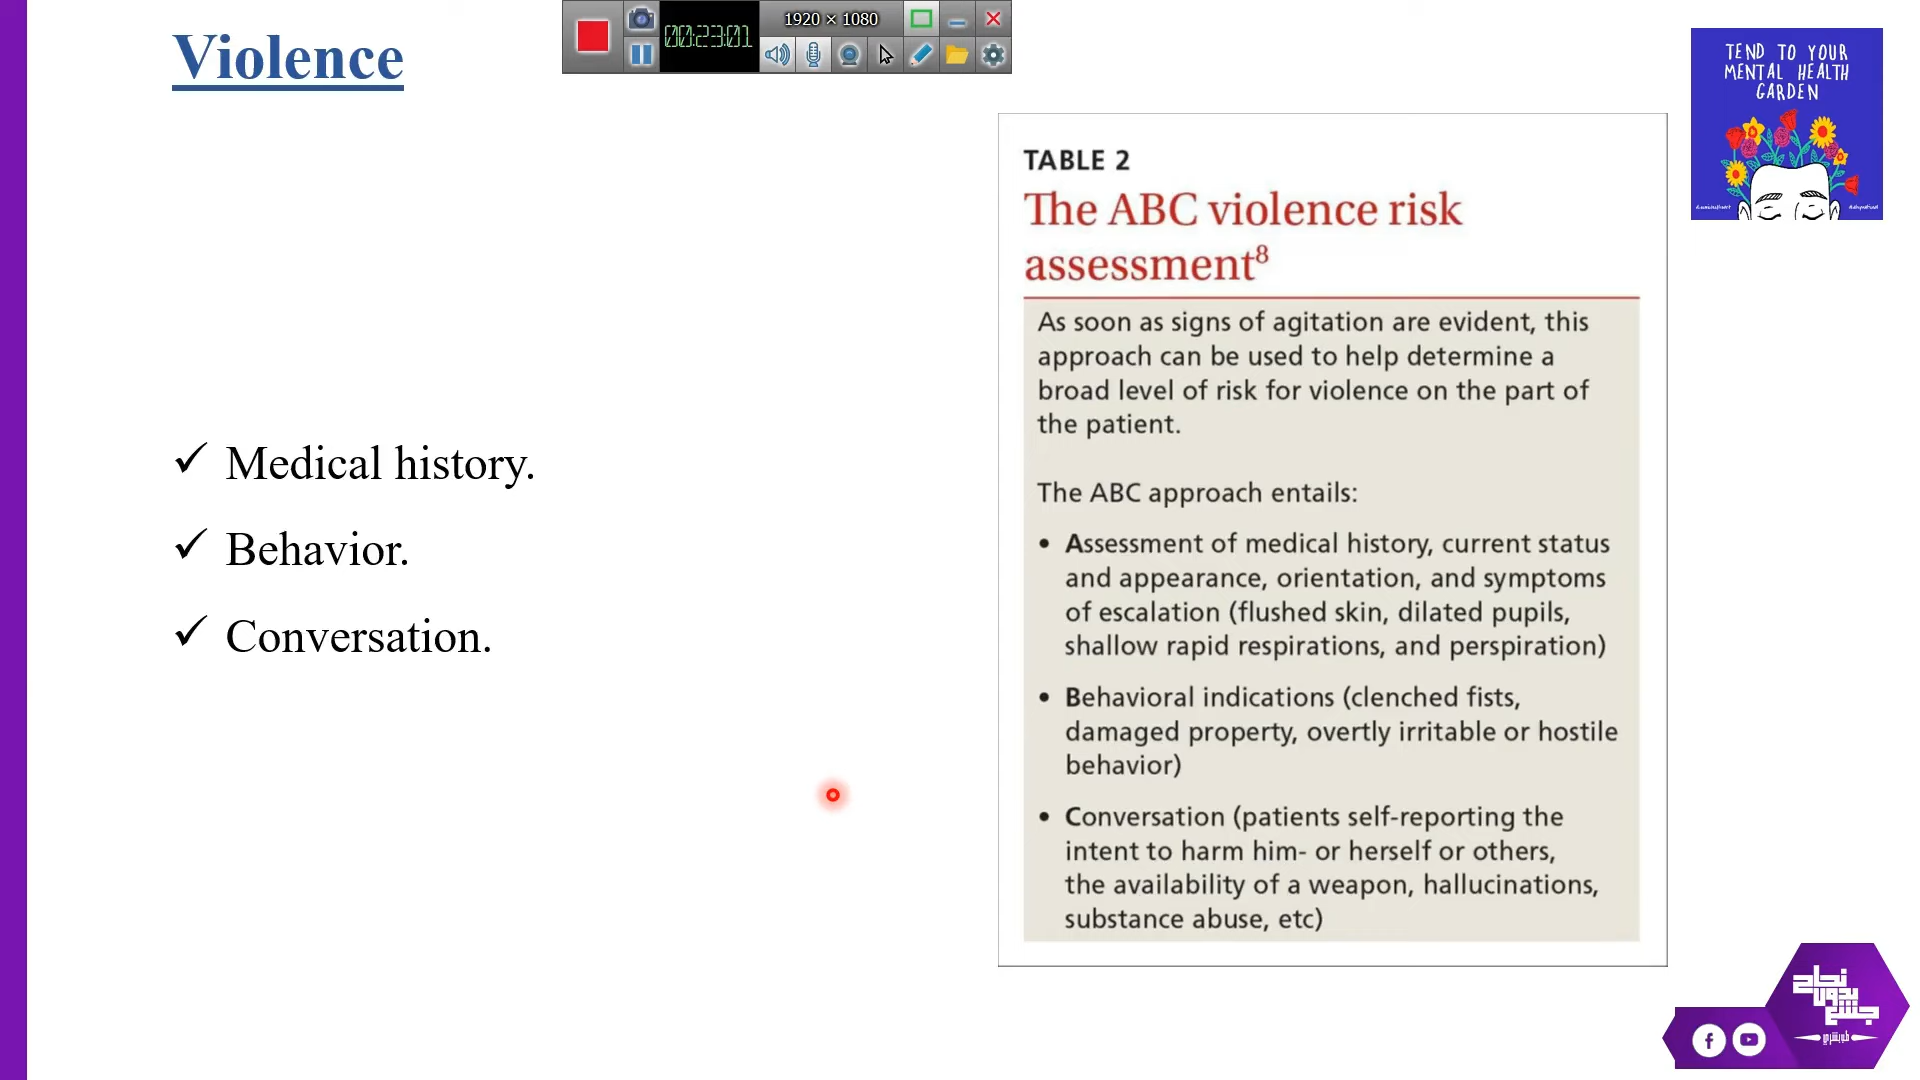 Violence
00:23:01
1920 × 1080
TEND TO YOUR
MENTAL HEALTH
GARDEN
✓ Medical history.
✓ Behavior.
✓ Conversation.
TABLE 2
The ABC violence risk
assessment⁸
As soon as signs of agitation are evident, this
approach can be used to help determine a
broad level of risk for violence on the part of
the patient.
The ABC approach entails:
• Assessment of medical history, current status
and appearance, orientation, and symptoms
of escalation (flushed skin, dilated pupils,
shallow rapid respirations, and perspiration)
• Behavioral indications (clenched fists,
damaged property, overtly irritable or hostile
behavior)
• Conversation (patients self-reporting the
intent to harm him- or herself or others,
the availability of a weapon, hallucinations,
substance abuse, etc)
نجاح
بدون
جشع